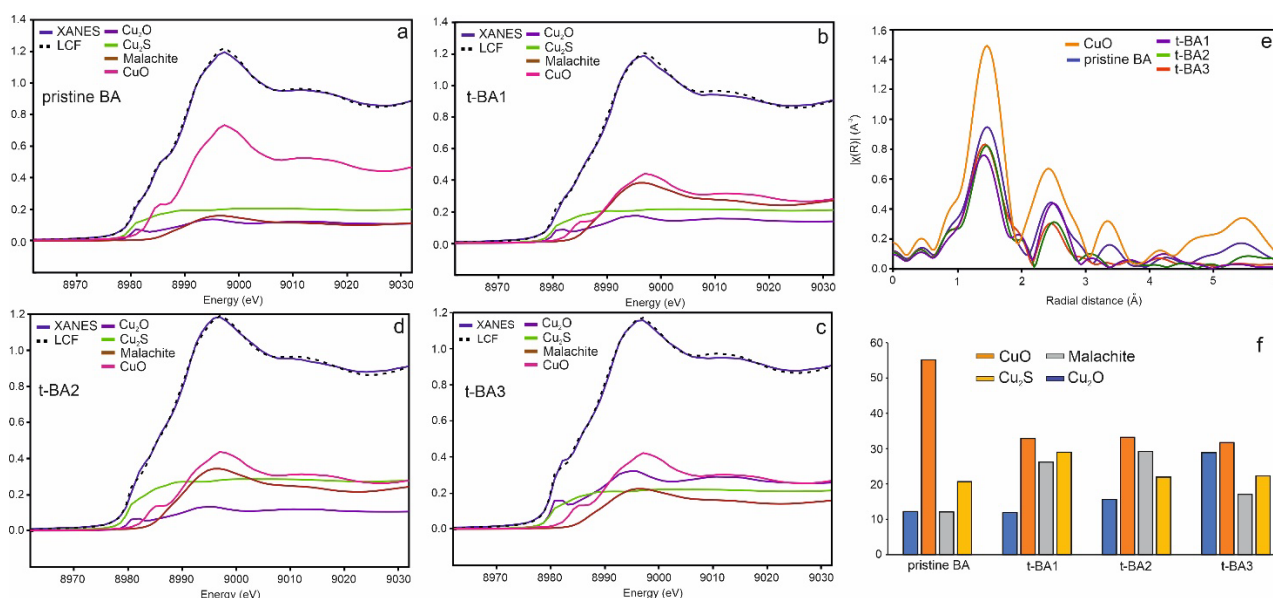 a
XANES
LCF
Cu₂O
Cu₂S
Malachite
CuO
pristine BA
1.4
1.2
1.0
0.8
0.6
0.4
0.2
0.0
8970 8980 8990 9000 9010 9020 9030
Energy (eV)
b
XANES
LCF
Cu₂O
Cu₂S
Malachite
CuO
t-BA1
1.4
1.2
1.0
0.8
0.6
0.4
0.2
0.0
8970 8980 8990 9000 9010 9020 9030
Energy (eV)
e
CuO
pristine BA
t-BA1
t-BA2
t-BA3
|χ(R)| (Å⁻³)
1.6
1.4
1.2
1.0
0.8
0.6
0.4
0.2
0.0
0 1 2 3 4 5
Radial distance (Å)
d
XANES
LCF
Cu₂O
Cu₂S
Malachite
CuO
t-BA2
1.2
1.0
0.8
0.6
0.4
0.2
0.0
8970 8980 8990 9000 9010 9020 9030
Energy (eV)
c
XANES
LCF
Cu₂O
Cu₂S
Malachite
CuO
t-BA3
1.2
1.0
0.8
0.6
0.4
0.2
0.0
8970 8980 8990 9000 9010 9020 9030
Energy (eV)
f
CuO
Malachite
Cu₂S
Cu₂O
60
50
40
30
20
10
0
pristine BA t-BA1 t-BA2 t-BA3